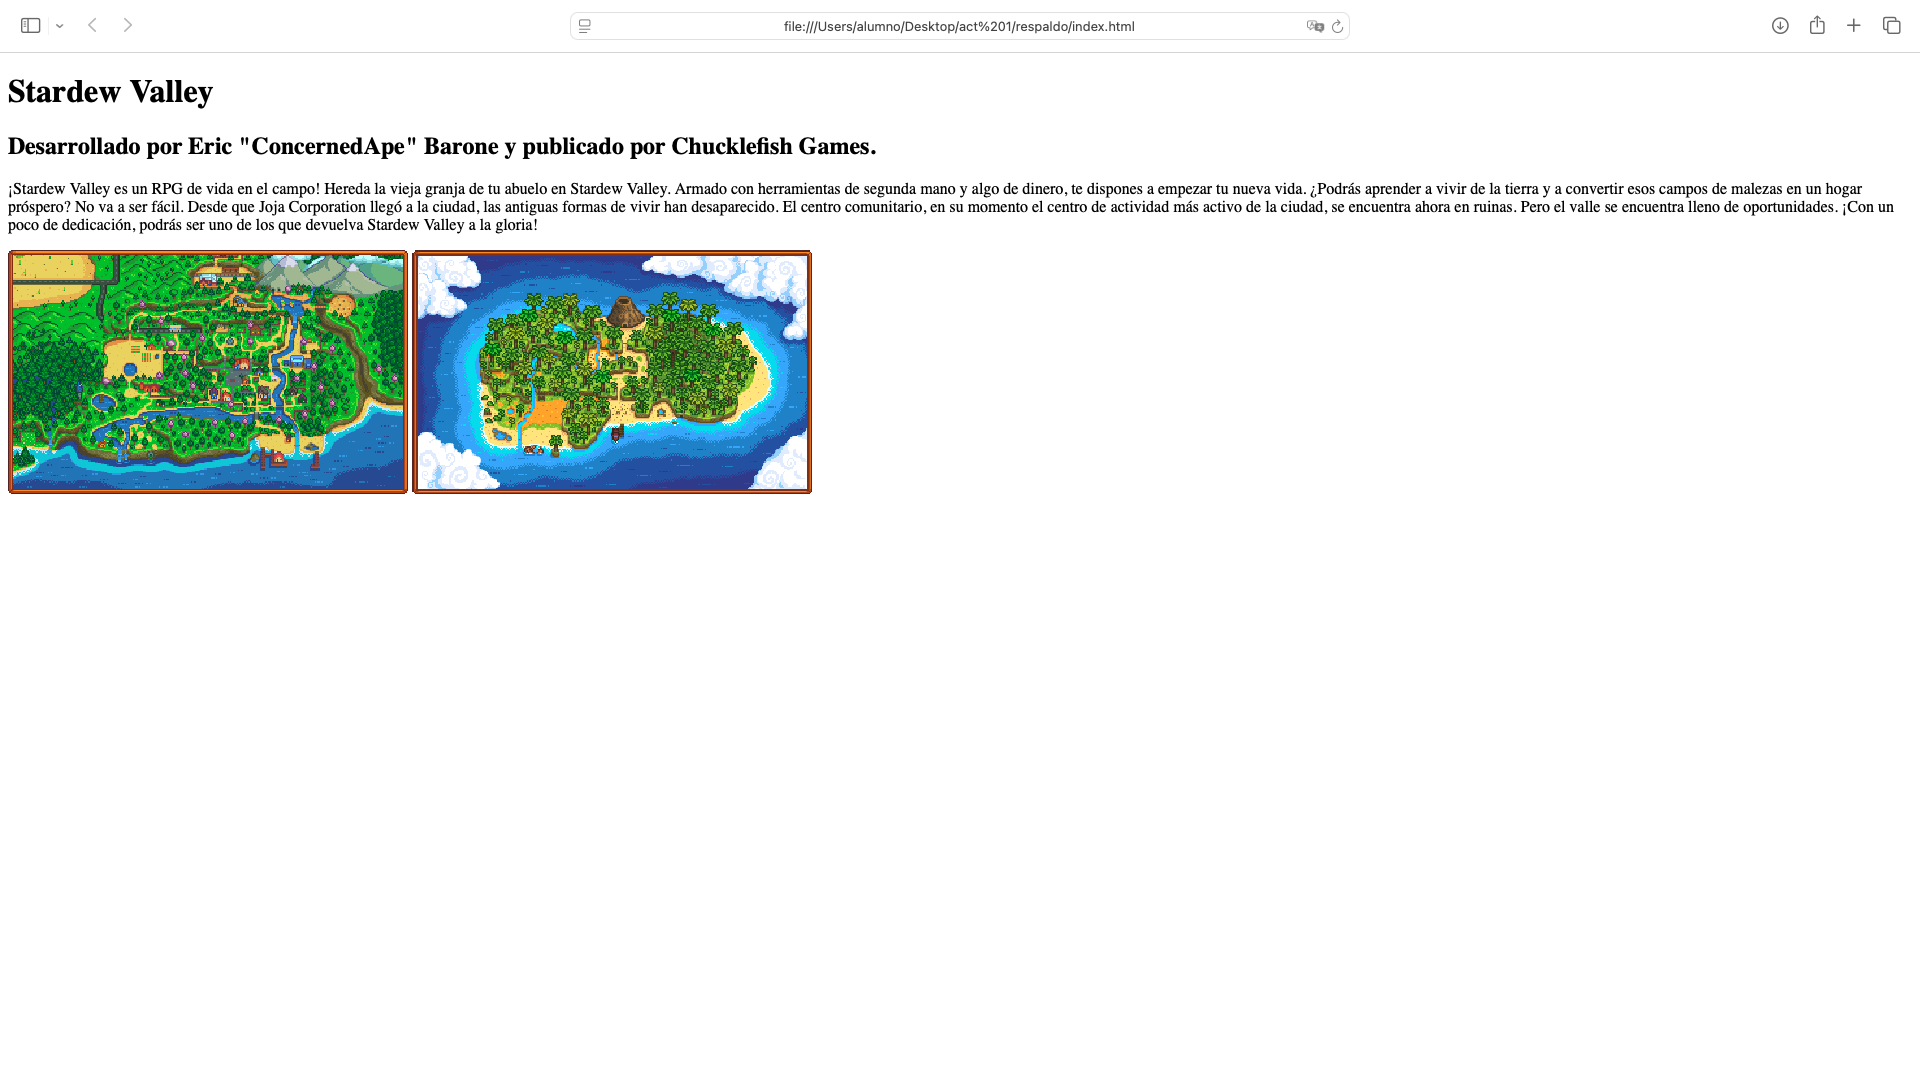 file:///Users/alumno/Desktop/act%201/respaldo/index.html
Stardew Valley
Desarrollado por Eric "ConcernedApe" Barone y publicado por Chucklefish Games.
¡Stardew Valley es un RPG de vida en el campo! Hereda la vieja granja de tu abuelo en Stardew Valley. Armado con herramientas de segunda mano y algo de dinero, te dispones a empezar tu nueva vida. ¿Podrás aprender a vivir de la tierra y a convertir esos campos de malezas en un hogar
próspero? No va a ser fácil. Desde que Joja Corporation llegó a la ciudad, las antiguas formas de vivir han desaparecido. El centro comunitario, en su momento el centro de actividad más activo de la ciudad, se encuentra ahora en ruinas. Pero el valle se encuentra lleno de oportunidades. ¡Con un
poco de dedicación, podrás ser uno de los que devuelva Stardew Valley a la gloria!